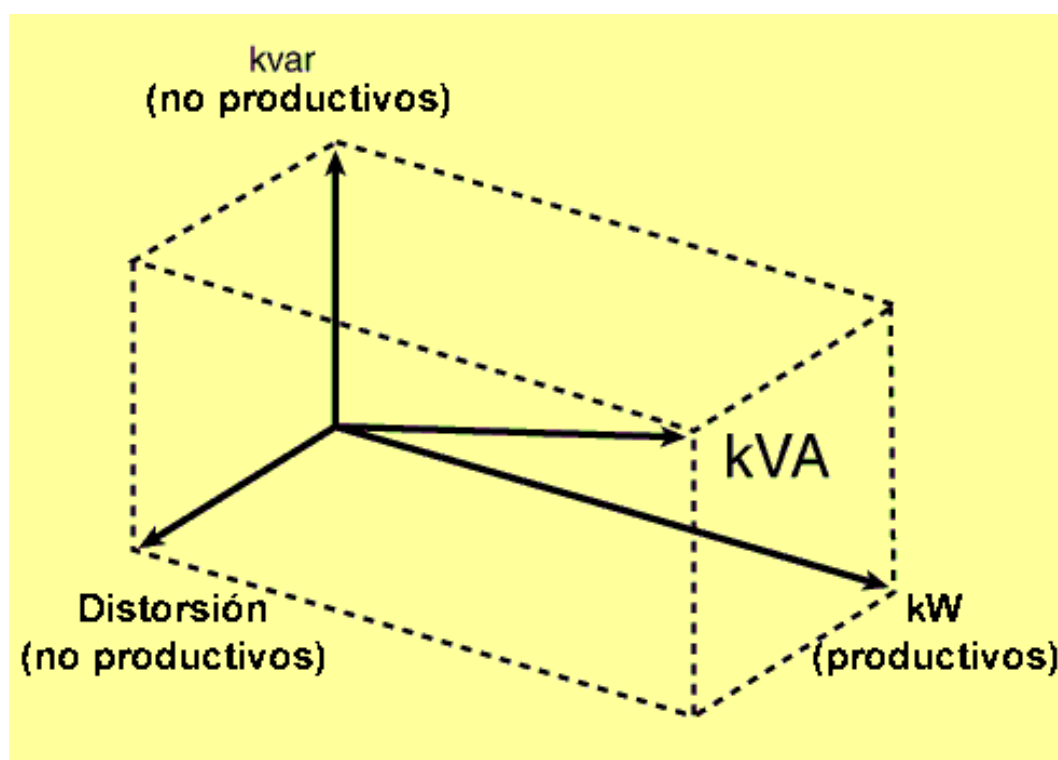 kvar
(no productivos)
kVA
Distorsión
(no productivos)
kW
(productivos)